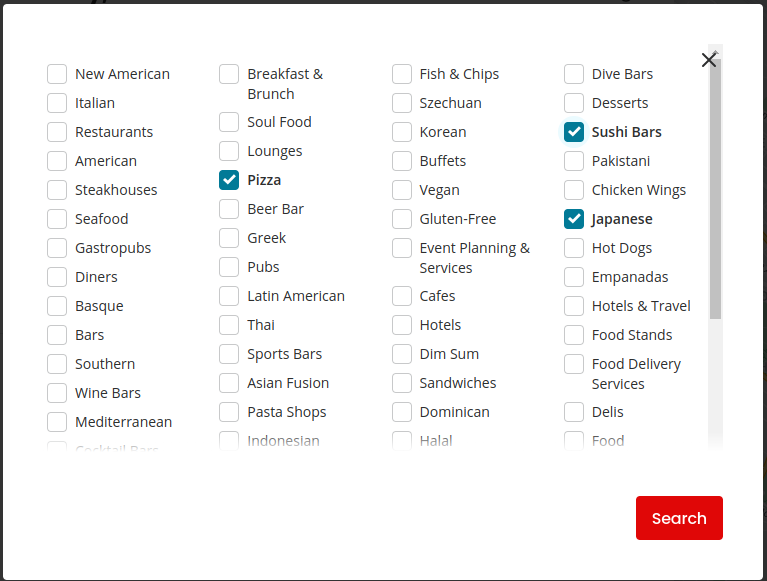 New American
Italian
Restaurants
American
Steakhouses
Seafood
Gastropubs
Diners
Basque
Bars
Southern
Wine Bars
Mediterranean
Cocktail Bars
Breakfast &
Brunch
Soul Food
Lounges
Pizza
Beer Bar
Greek
Pubs
Latin American
Thai
Sports Bars
Asian Fusion
Pasta Shops
Indonesian
Fish & Chips
Szechuan
Korean
Buffets
Vegan
Gluten-Free
Event Planning &
Services
Cafes
Hotels
Dim Sum
Sandwiches
Dominican
Halal
Dive Bars
Desserts
Sushi Bars
Pakistani
Chicken Wings
Japanese
Hot Dogs
Empanadas
Hotels & Travel
Food Stands
Food Delivery
Services
Delis
Food
Search